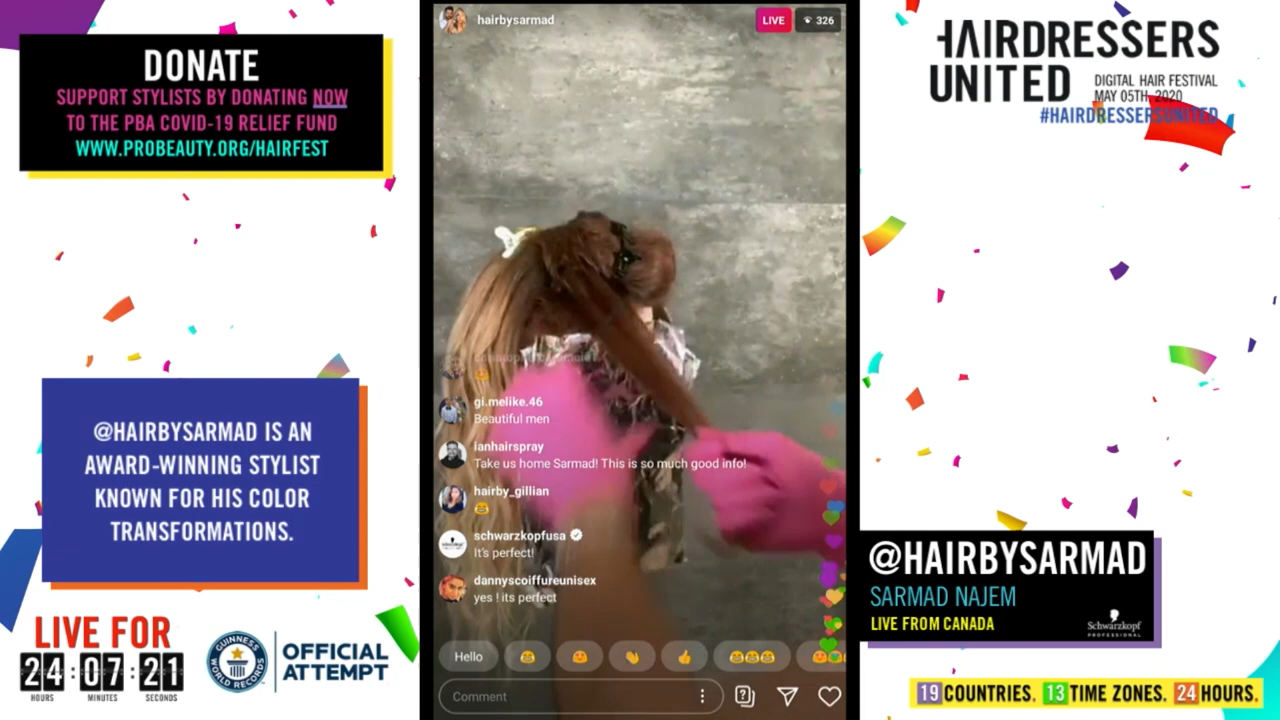 DONATE
SUPPORT STYLISTS BY DONATING NOW
TO THE PBA COVID-19 RELIEF FUND
WWW.PROBEAUTY.ORG/HAIRFEST
@HAIRBYSARMAD IS AN
AWARD-WINNING STYLIST
KNOWN FOR HIS COLOR
TRANSFORMATIONS.
LIVE FOR
24:07:21
HOURS MINUTES SECONDS
GUINNESS
WORLD RECORDS
OFFICIAL
ATTEMPT
hairbysarmad
LIVE
326
gi.melike.46
Beautiful men
ianhairspray
Take us home Sarmad! This is so much good info!
hairby_gillian
😂
schwarzkopfusa
It's perfect!
dannyscoiffureunisex
yes ! its perfect
Hello
Comment
HAIRDRESSERS
UNITED
DIGITAL HAIR FESTIVAL
MAY 05TH, 2020
#HAIRDRESSERSUNITED
@HAIRBYSARMAD
SARMAD NAJEM
LIVE FROM CANADA
Schwarzkopf
PROFESSIONAL
19 COUNTRIES. 13 TIME ZONES. 24 HOURS.